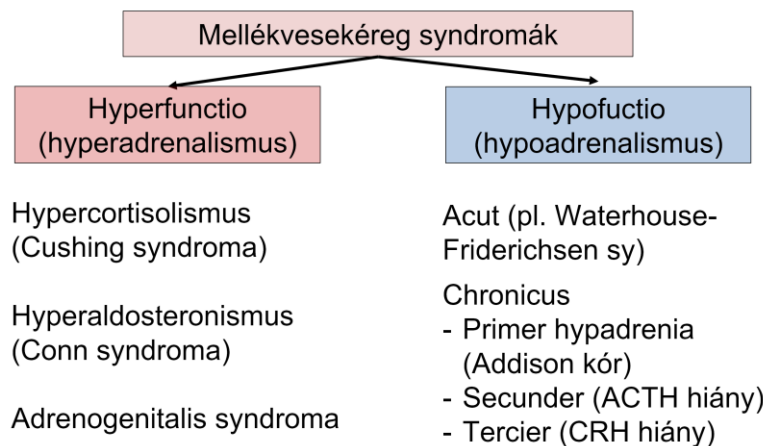 Mellékvesekéreg syndromák
Hyperfunctio
(hyperadrenalismus)
Hypofuctio
(hypoadrenalismus)
Hypercortisolismus
(Cushing syndroma)
Hyperaldosteronismus
(Conn syndroma)
Adrenogenitalis syndroma
Acut (pl. Waterhouse-
Friderichsen sy)
Chronicus
- Primer hypadrenia
(Addison kór)
- Secunder (ACTH hiány)
- Tercier (CRH hiány)